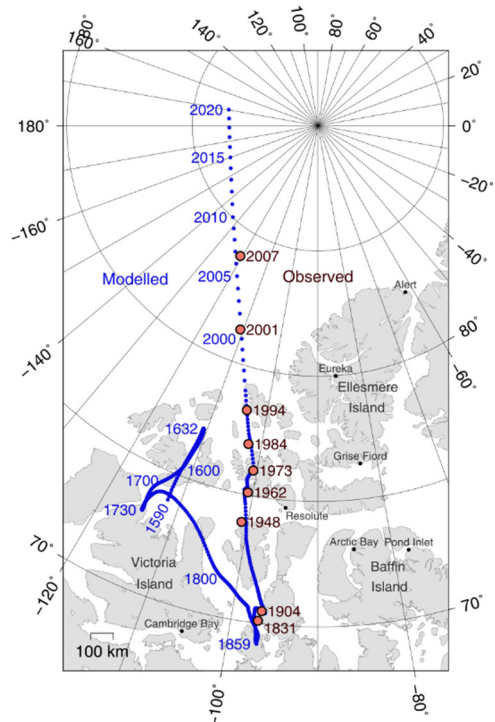 180°
140°
120°
100°
80°
60°
40°
20°
2020
180°
0°
2015
−20°
−160°
2010
−40°
2007
Modelled
Observed
2005
Alert
2001
2000
80°
−140°
Eureka
−60°
Ellesmere
Island
1994
1632
1984
Grise Fiord
1600
1973
1700
1962
1730
1590
Resolute
1948
70°
Arctic Bay
Pond Inlet
Victoria
Island
1800
Baffin
Island
−120°
1904
70°
Cambridge Bay
1831
1859
100 km
−100°
−80°